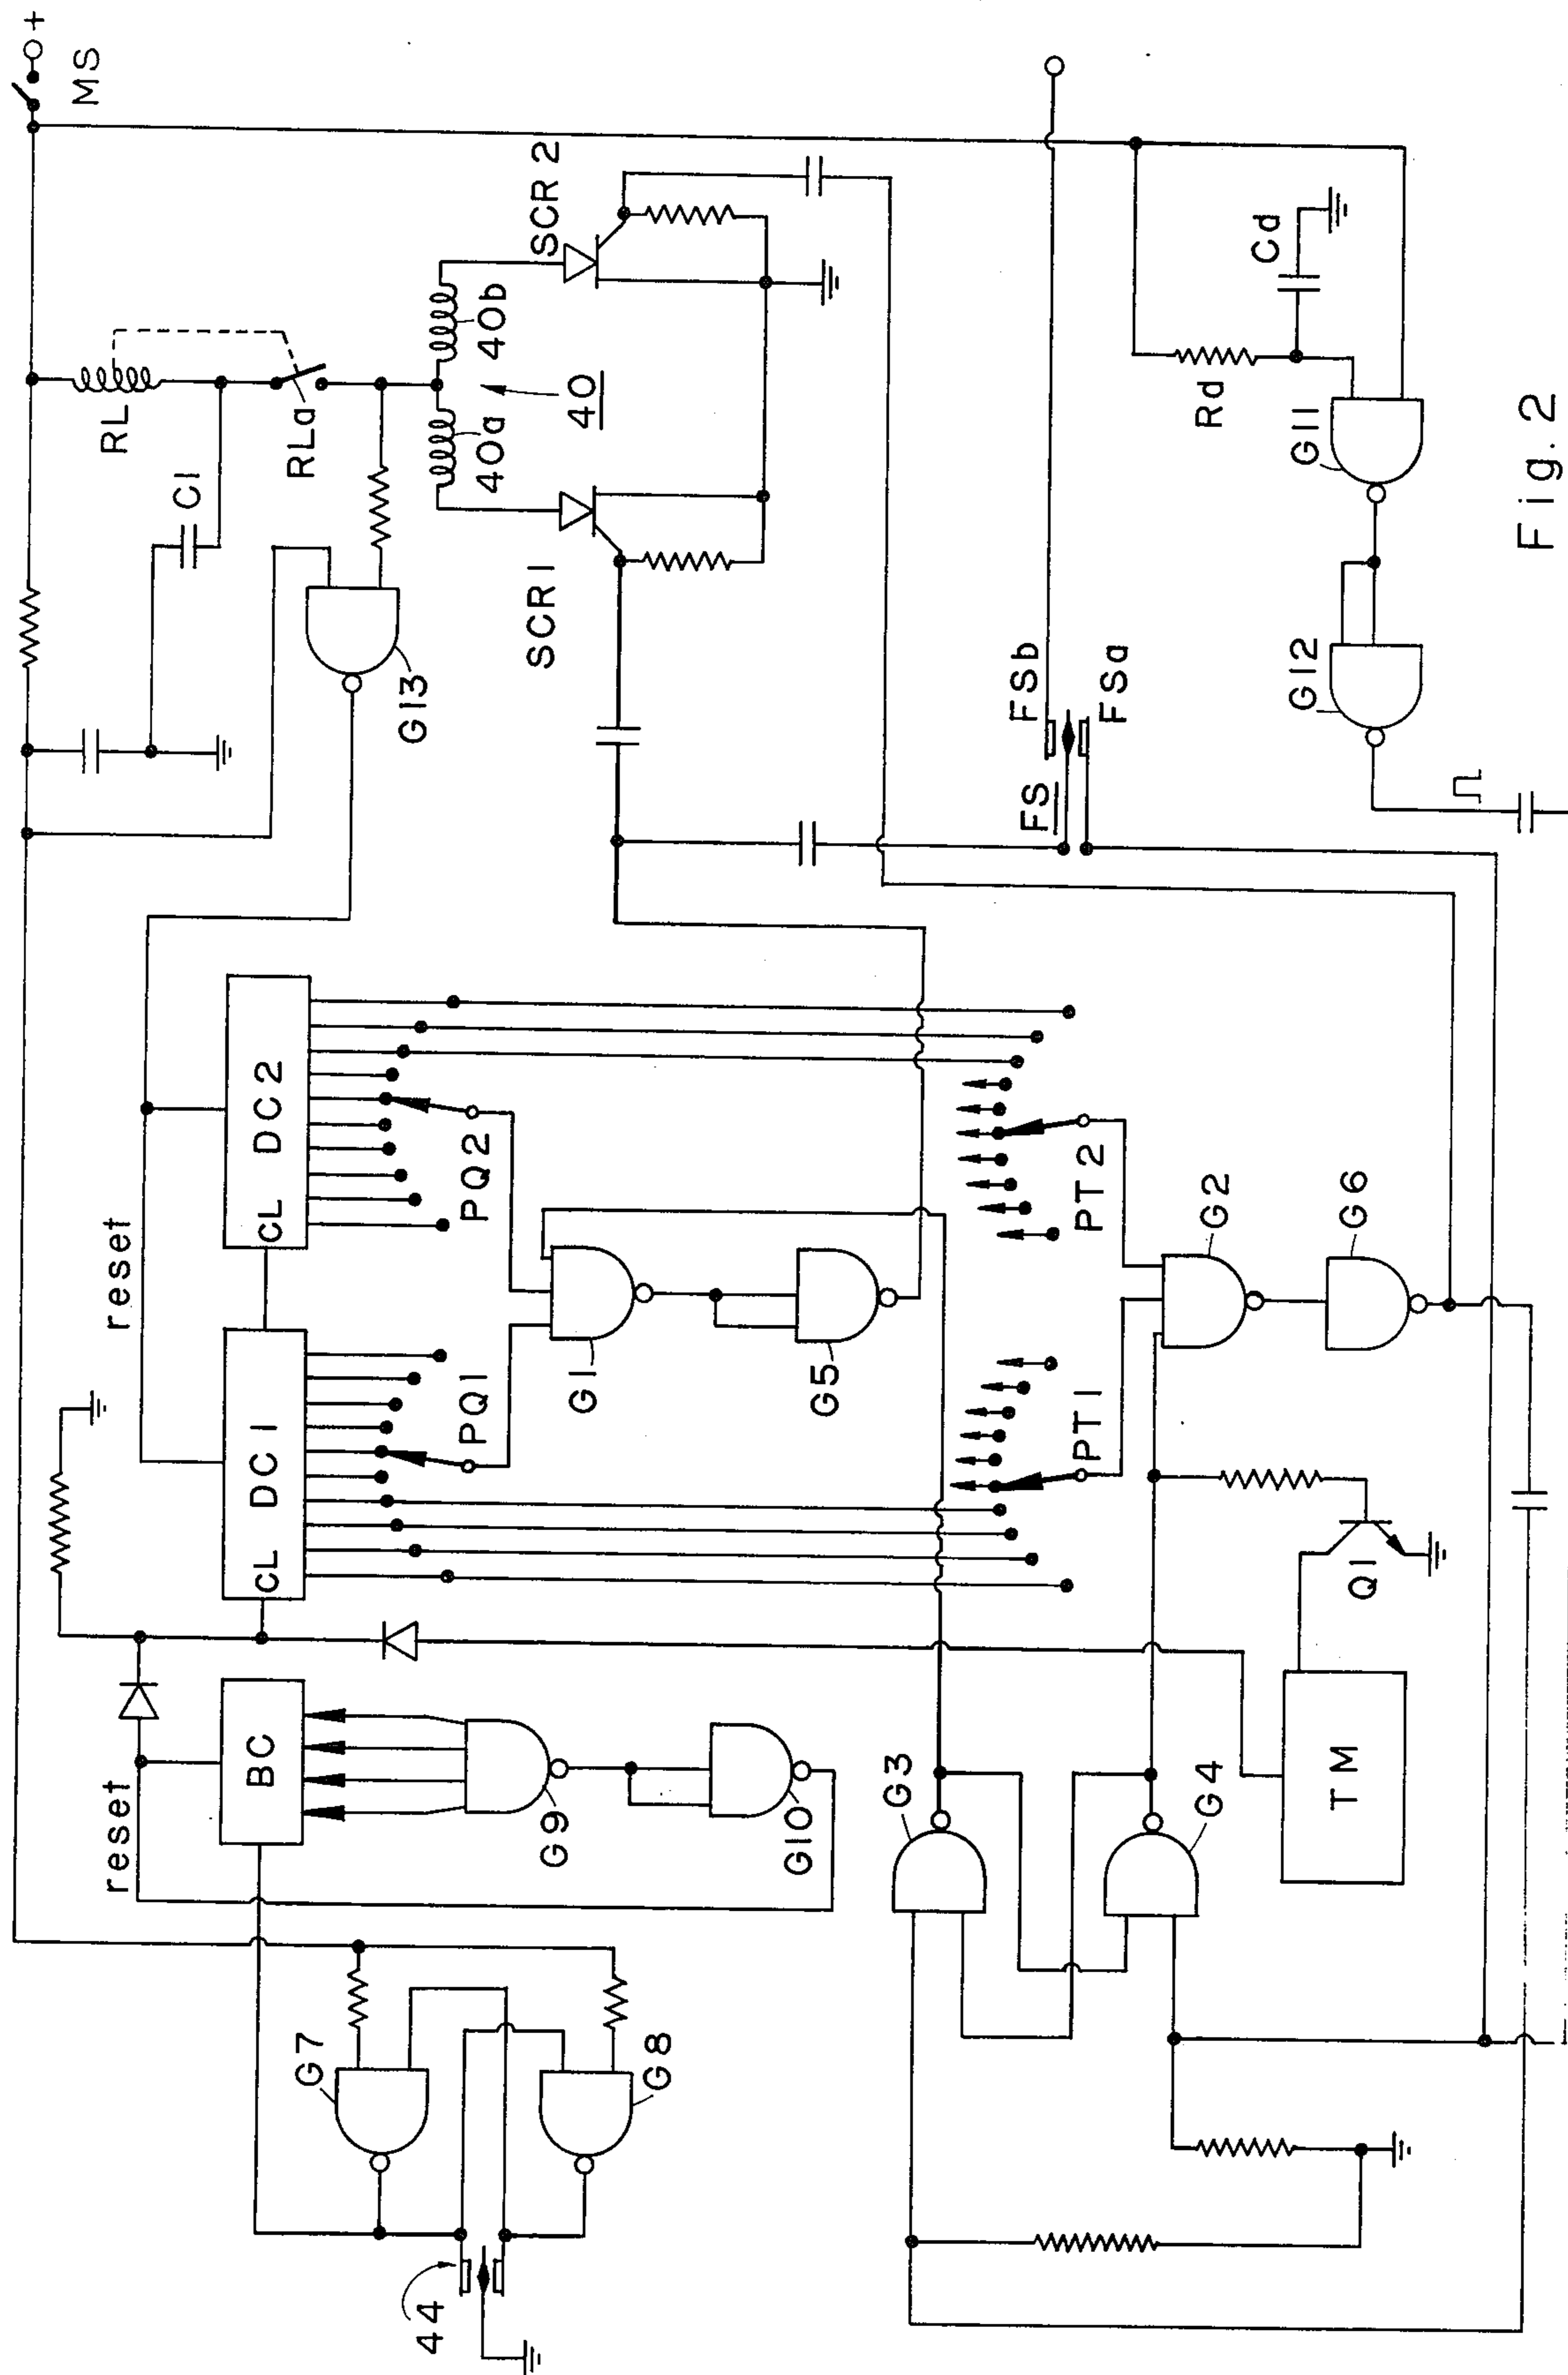 +
MS
RL
C1
RLa
G13
40a
40b
40
SCR1
SCR2
reset
reset
BC
CL DC1
CL DC2
G7
G8
44
G9
G10
PQ1
PQ2
G1
G5
FSb
FS
FSa
Cd
Rd
G11
G12
G3
G4
TM
Q1
PT1
PT2
G2
G6
Fig. 2